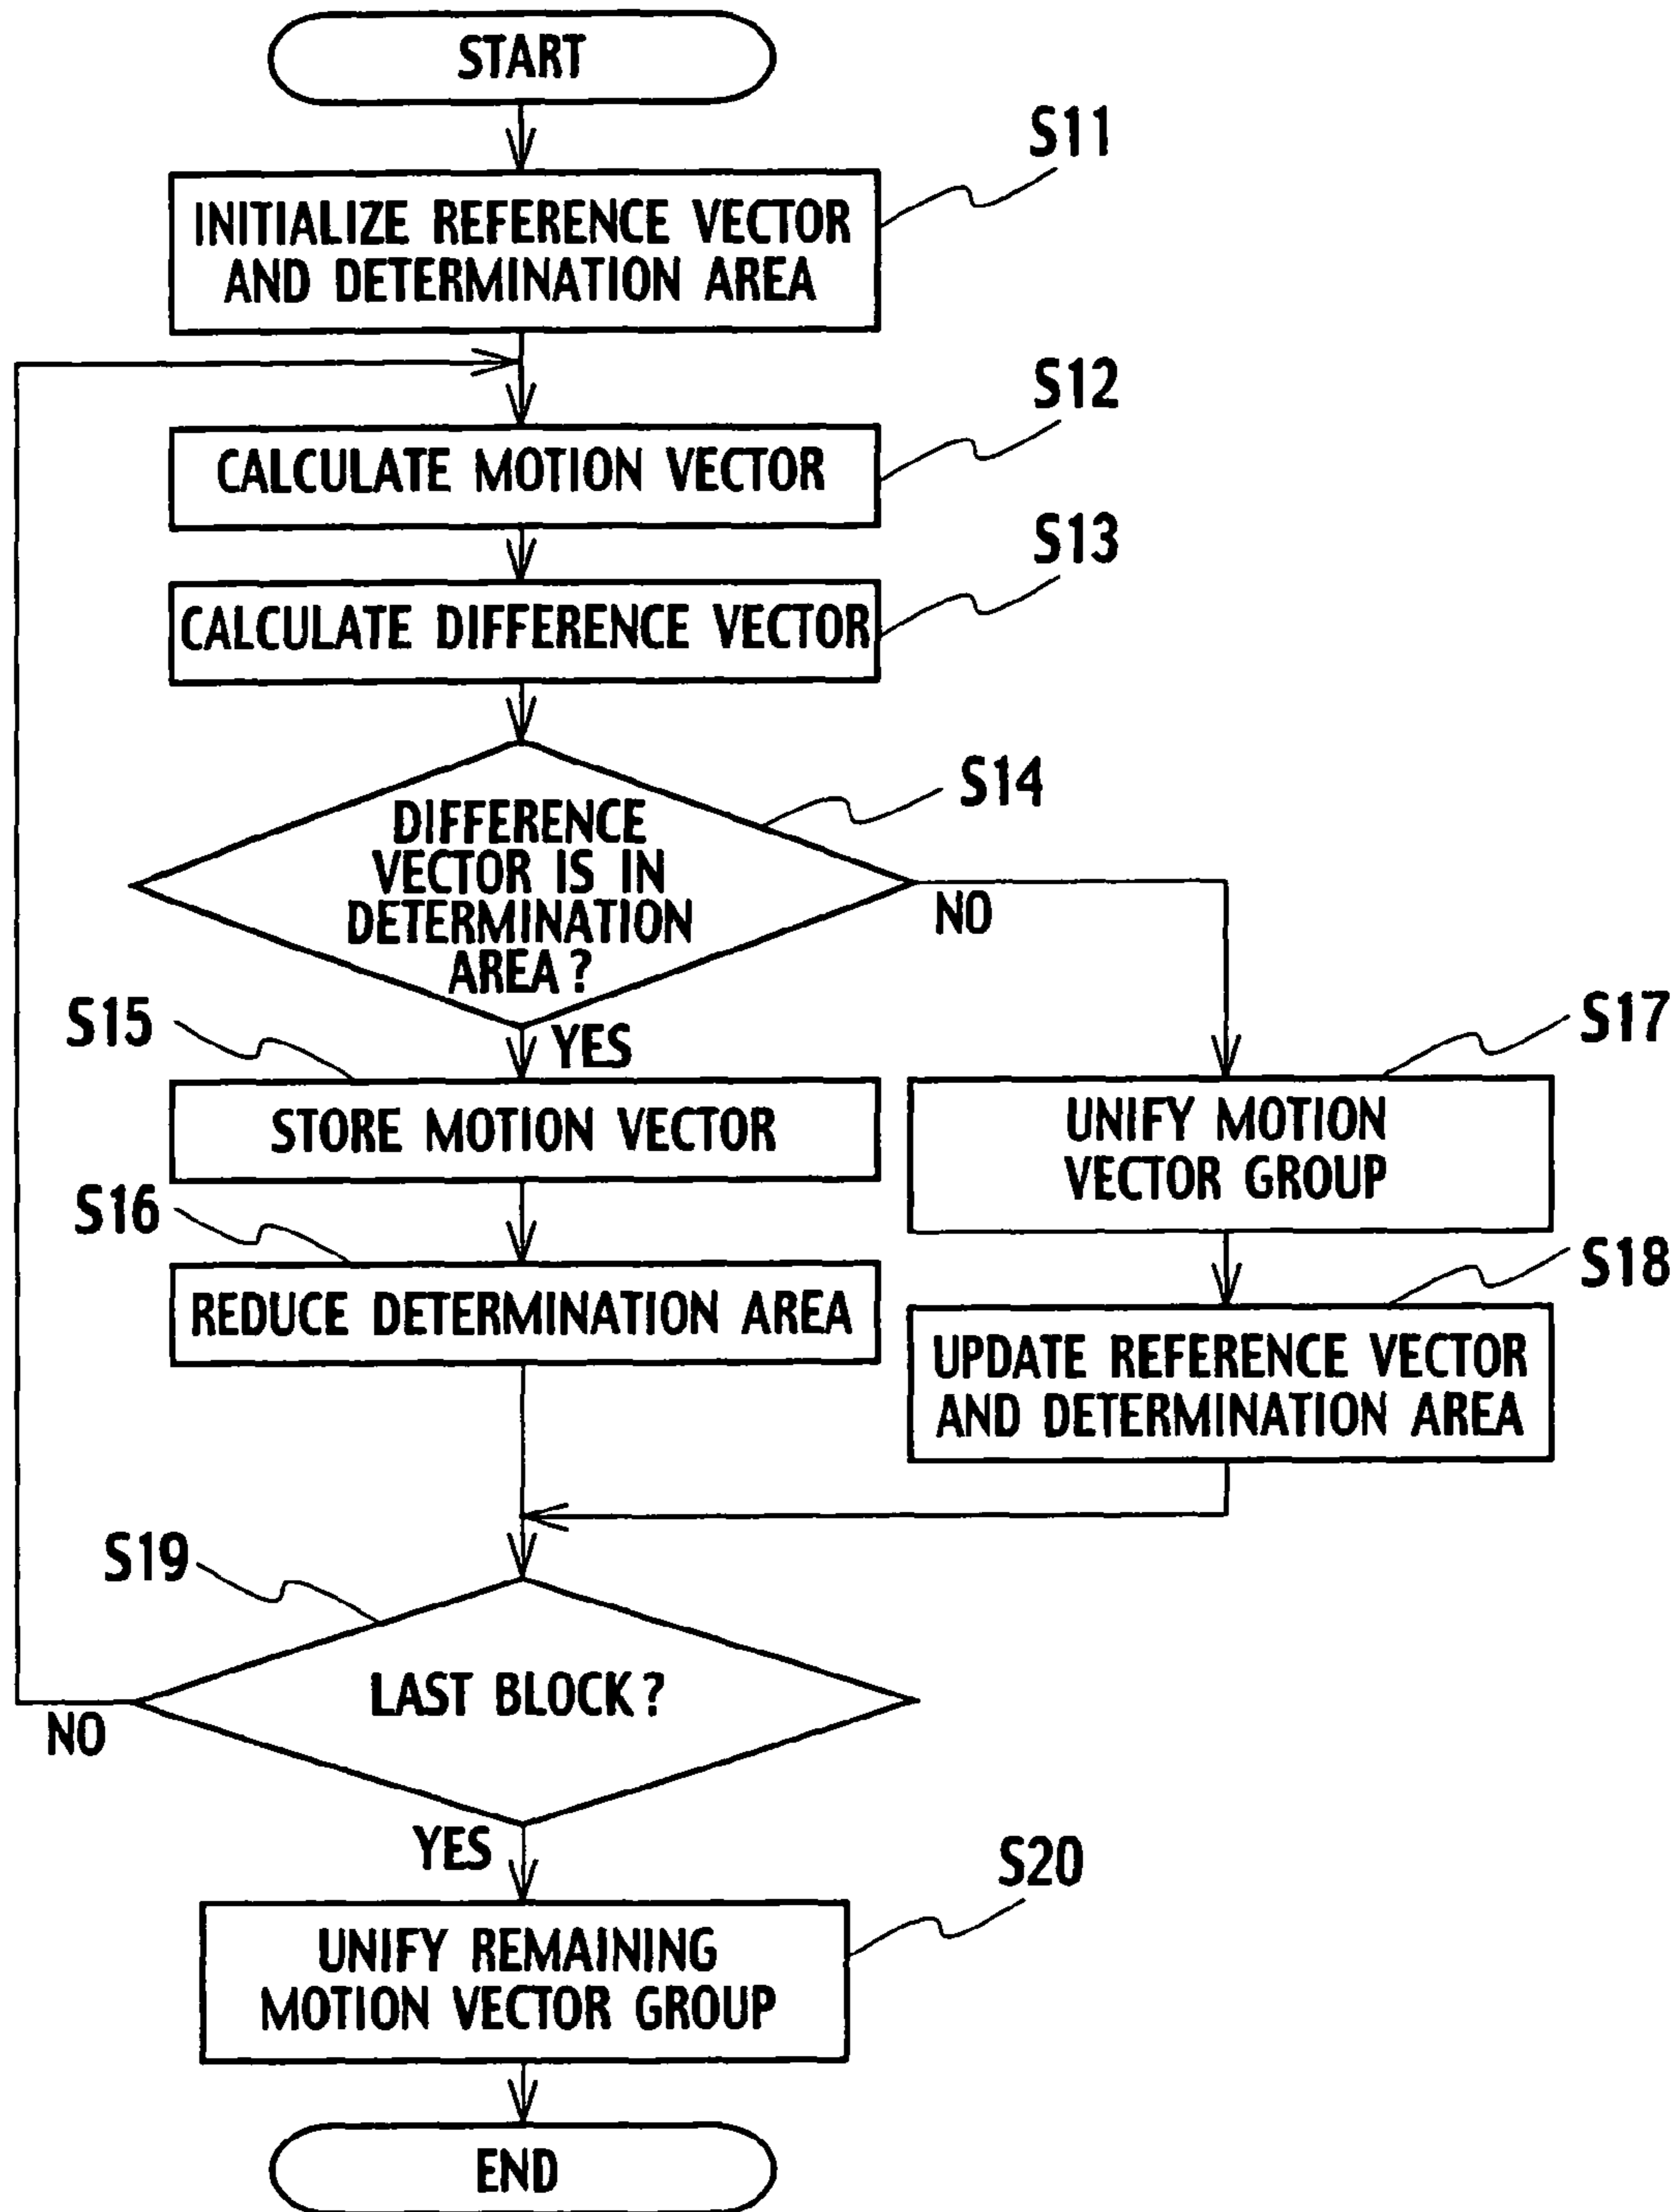 START
S11
INITIALIZE REFERENCE VECTOR
AND DETERMINATION AREA
S12
CALCULATE MOTION VECTOR
S13
CALCULATE DIFFERENCE VECTOR
S14
DIFFERENCE
VECTOR IS IN
DETERMINATION
AREA?
NO
YES
S15
STORE MOTION VECTOR
S16
REDUCE DETERMINATION AREA
S17
UNIFY MOTION
VECTOR GROUP
S18
UPDATE REFERENCE VECTOR
AND DETERMINATION AREA
S19
LAST BLOCK?
NO
YES
S20
UNIFY REMAINING
MOTION VECTOR GROUP
END